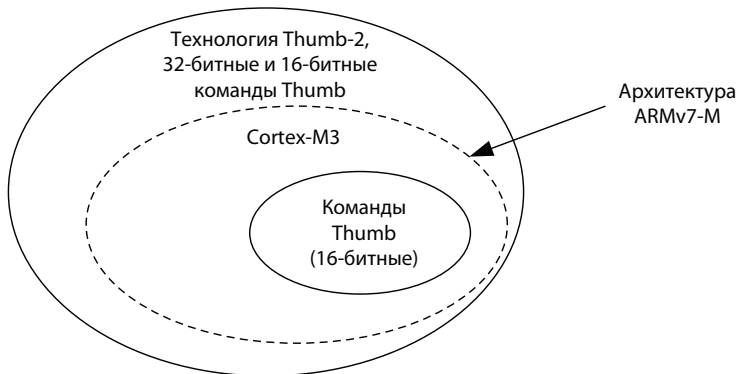 Технология Thumb-2,
32-битные и 16-битные
команды Thumb
Архитектура
ARMv7-M
Cortex-M3
Команды
Thumb
(16-битные)